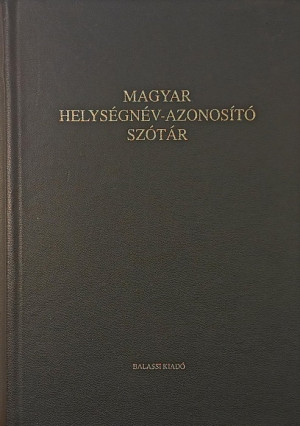 MAGYAR
HELYSÉGNÉV-AZONOSÍTÓ
SZÓTÁR
BALASSI KIADÓ